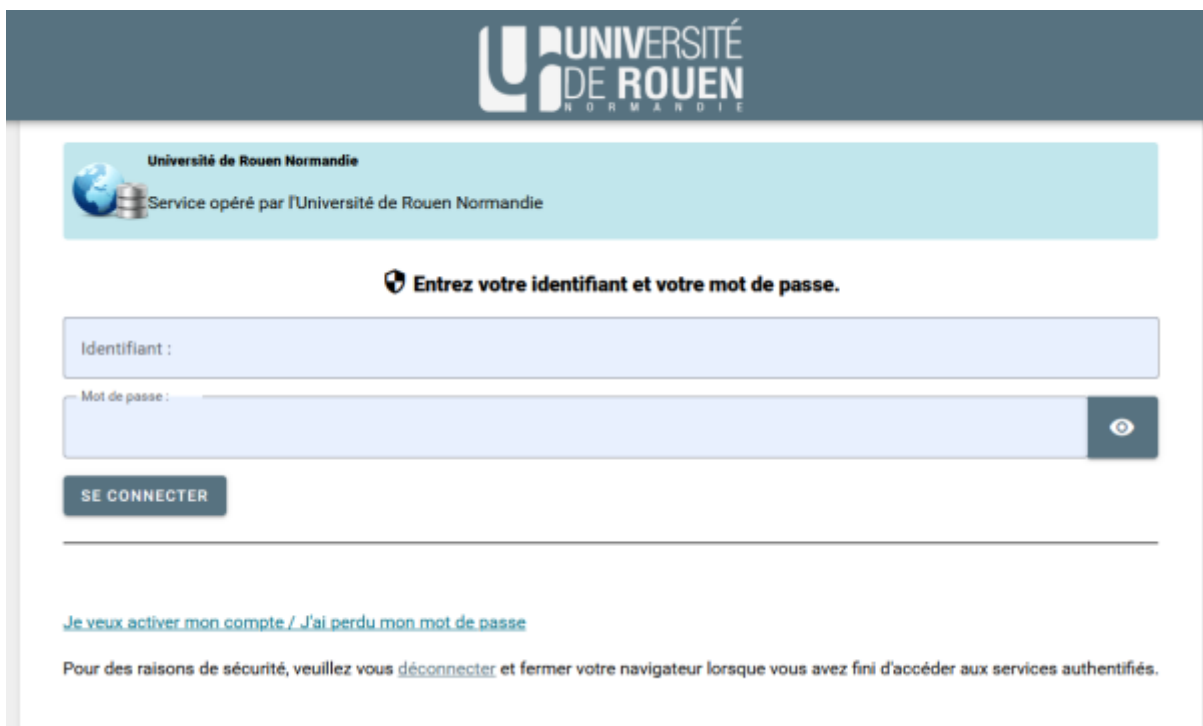 UNIVERSITÉ
DE ROUEN
NORMANDIE
Université de Rouen Normandie
Service opéré par l'Université de Rouen Normandie
Entrez votre identifiant et votre mot de passe.
Identifiant :
Mot de passe :
SE CONNECTER
Je veux activer mon compte / J'ai perdu mon mot de passe
Pour des raisons de sécurité, veuillez vous déconnecter et fermer votre navigateur lorsque vous avez fini d'accéder aux services authentifiés.